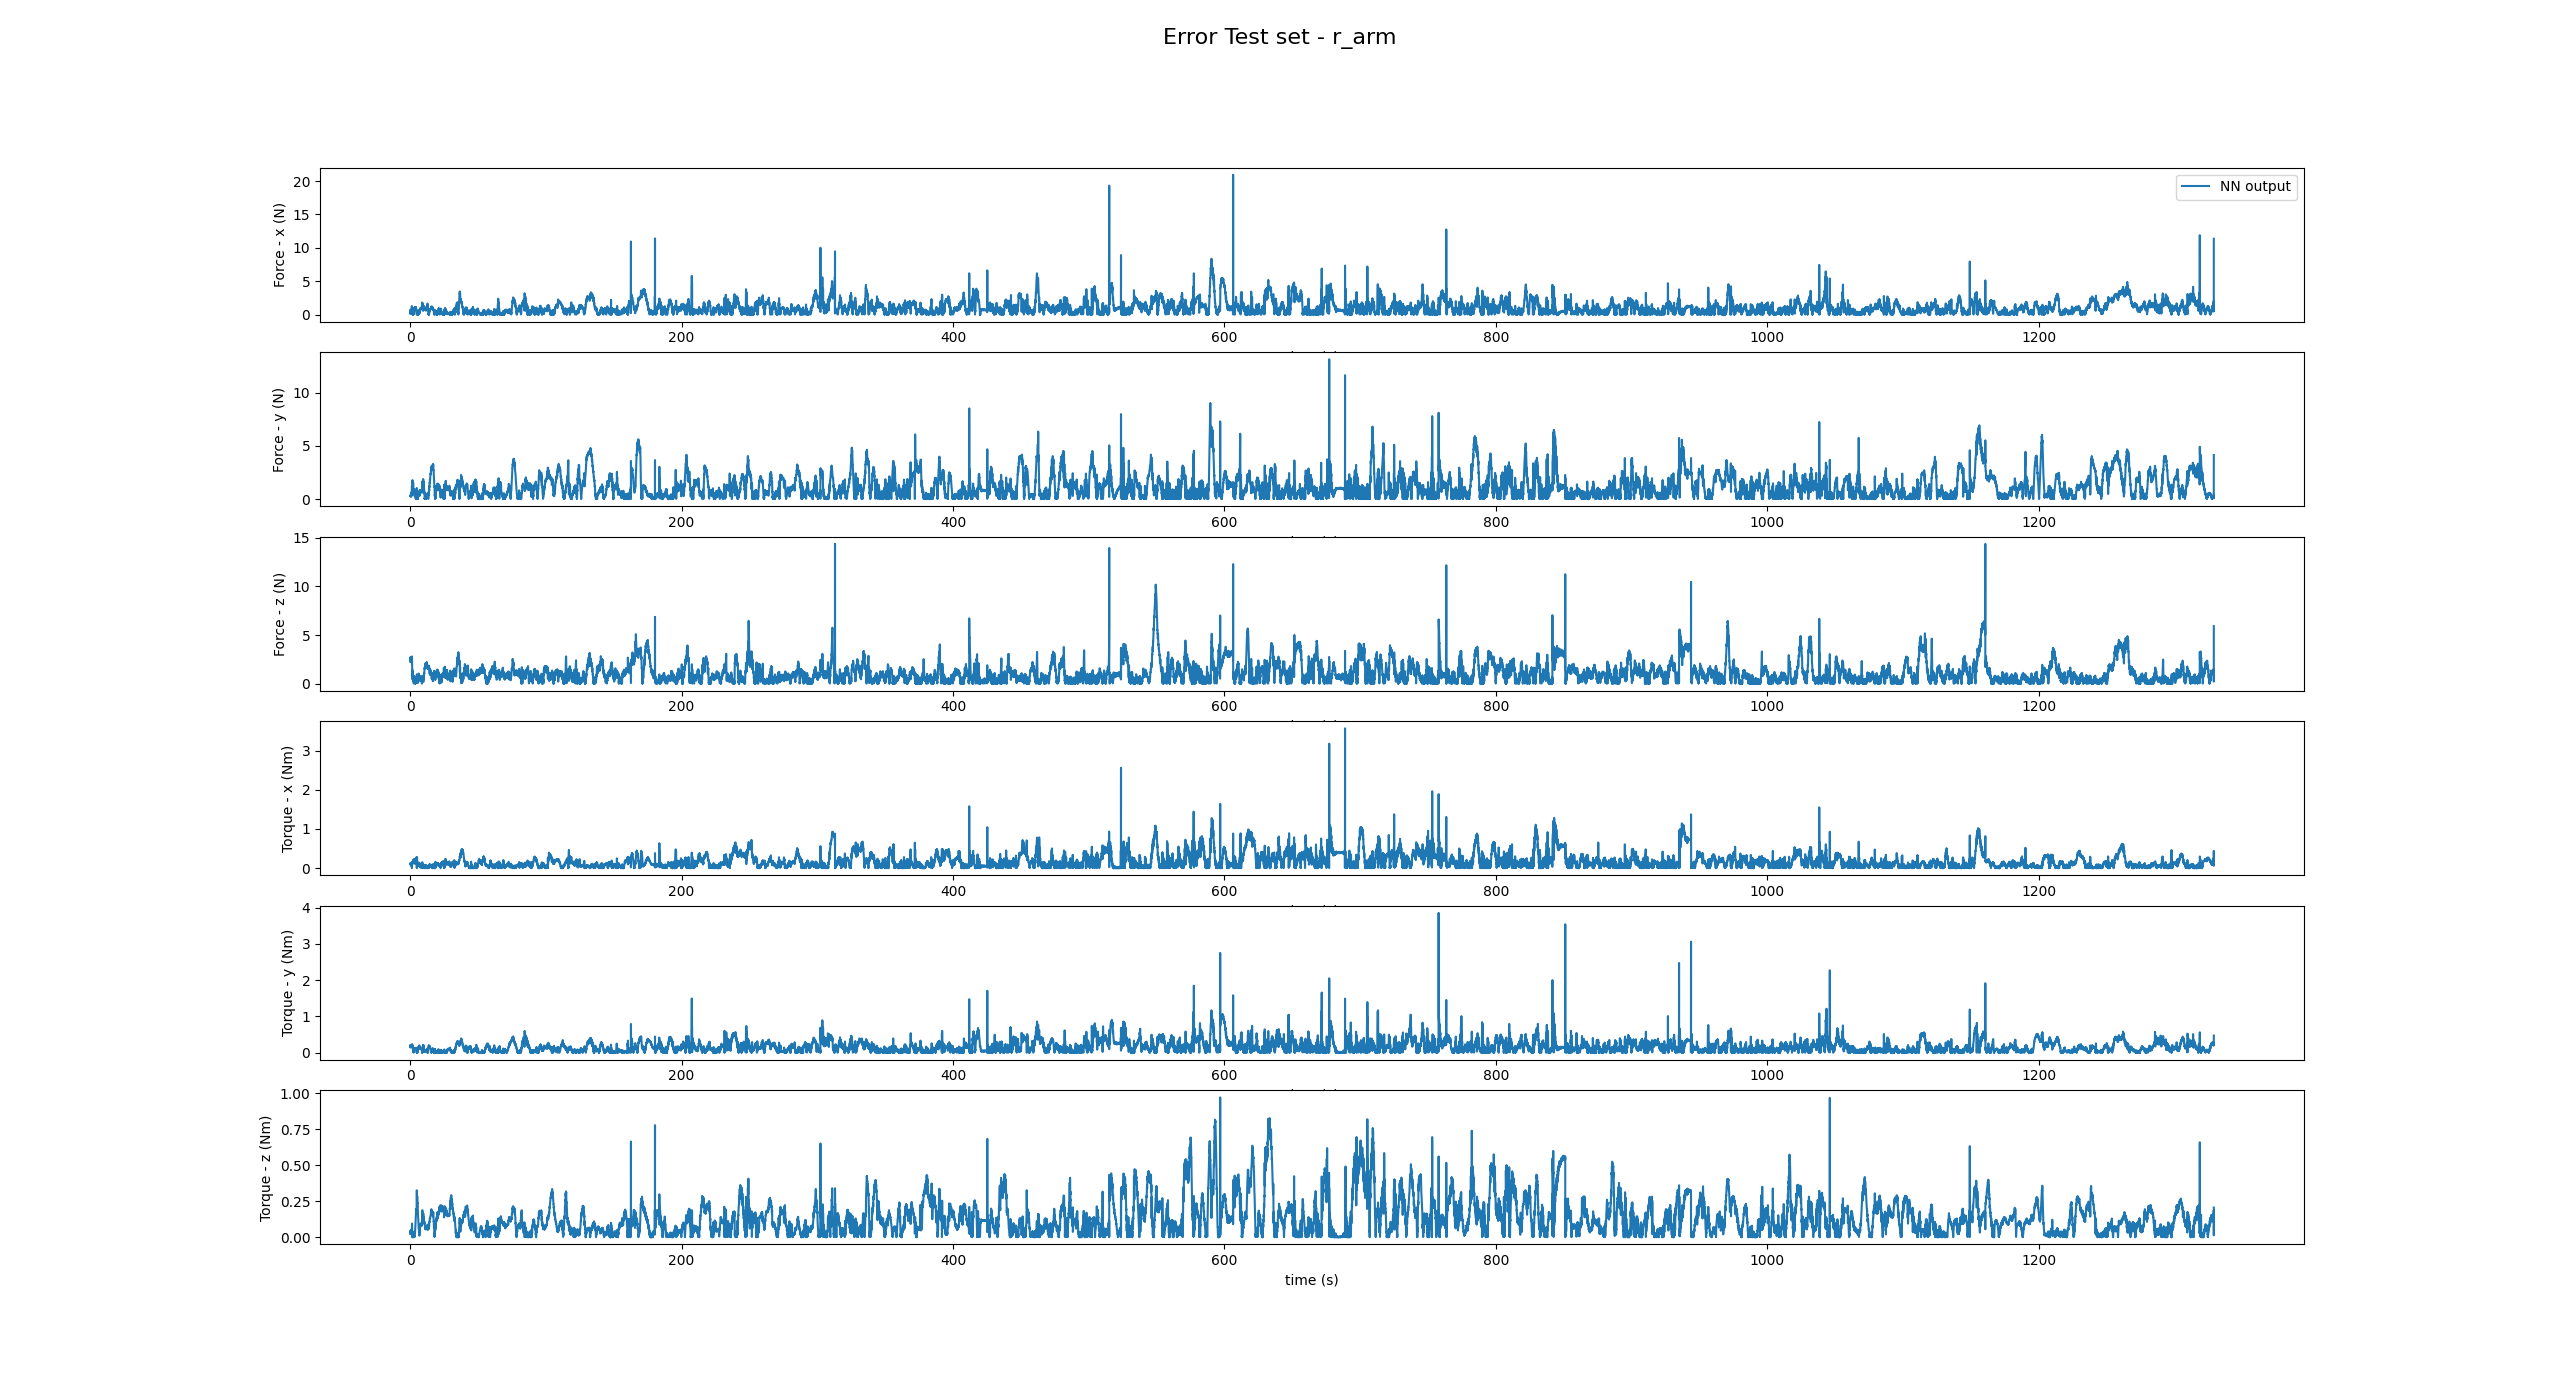 Error Test set - r_arm
NN output
Force - x (N)
20
15
10
5
0
0 200 400 600 800 1000 1200
Force - y (N)
10
5
0
0 200 400 600 800 1000 1200
Force - z (N)
15
10
5
0
0 200 400 600 800 1000 1200
Torque - x (Nm)
3
2
1
0
0 200 400 600 800 1000 1200
Torque - y (Nm)
4
3
2
1
0
0 200 400 600 800 1000 1200
Torque - z (Nm)
1.00
0.75
0.50
0.25
0.00
0 200 400 600 800 1000 1200
time (s)